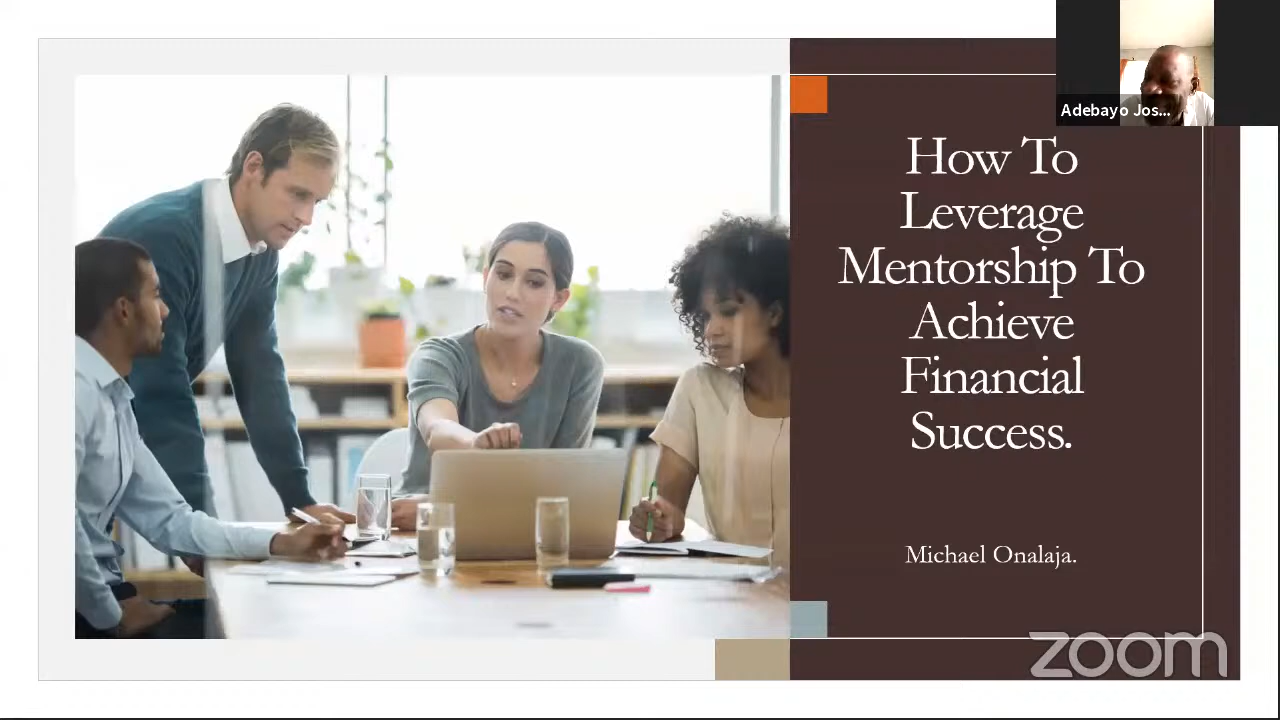 Adebayo Jos...
How To
Leverage
Mentorship To
Achieve
Financial
Success.
Michael Onalaja.
zoom